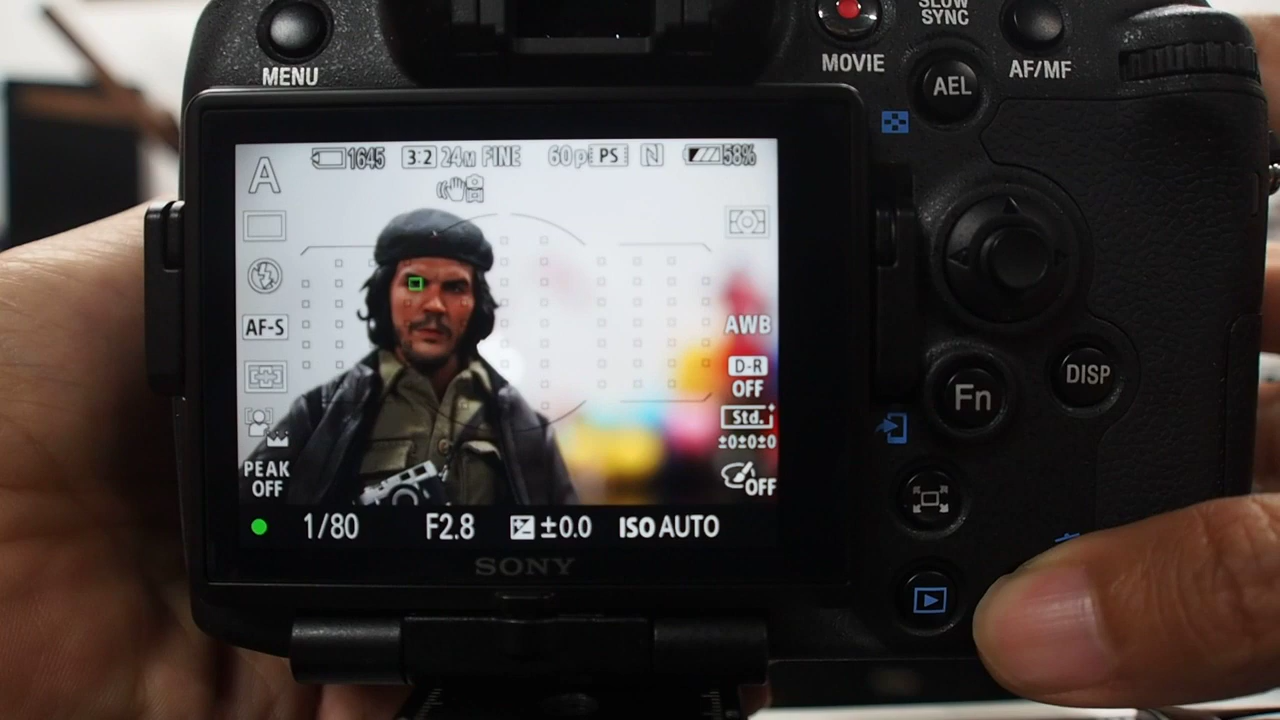 SLOW
SYNC
MENU
MOVIE
AF/MF
AEL
A
1645
3:2
24M FINE
60p
PS
N
58%
AF-S
AWB
D-R
OFF
Std.
±0±0±0
PEAK
OFF
OFF
1/80
F2.8
±0.0
ISO AUTO
SONY
Fn
DISP